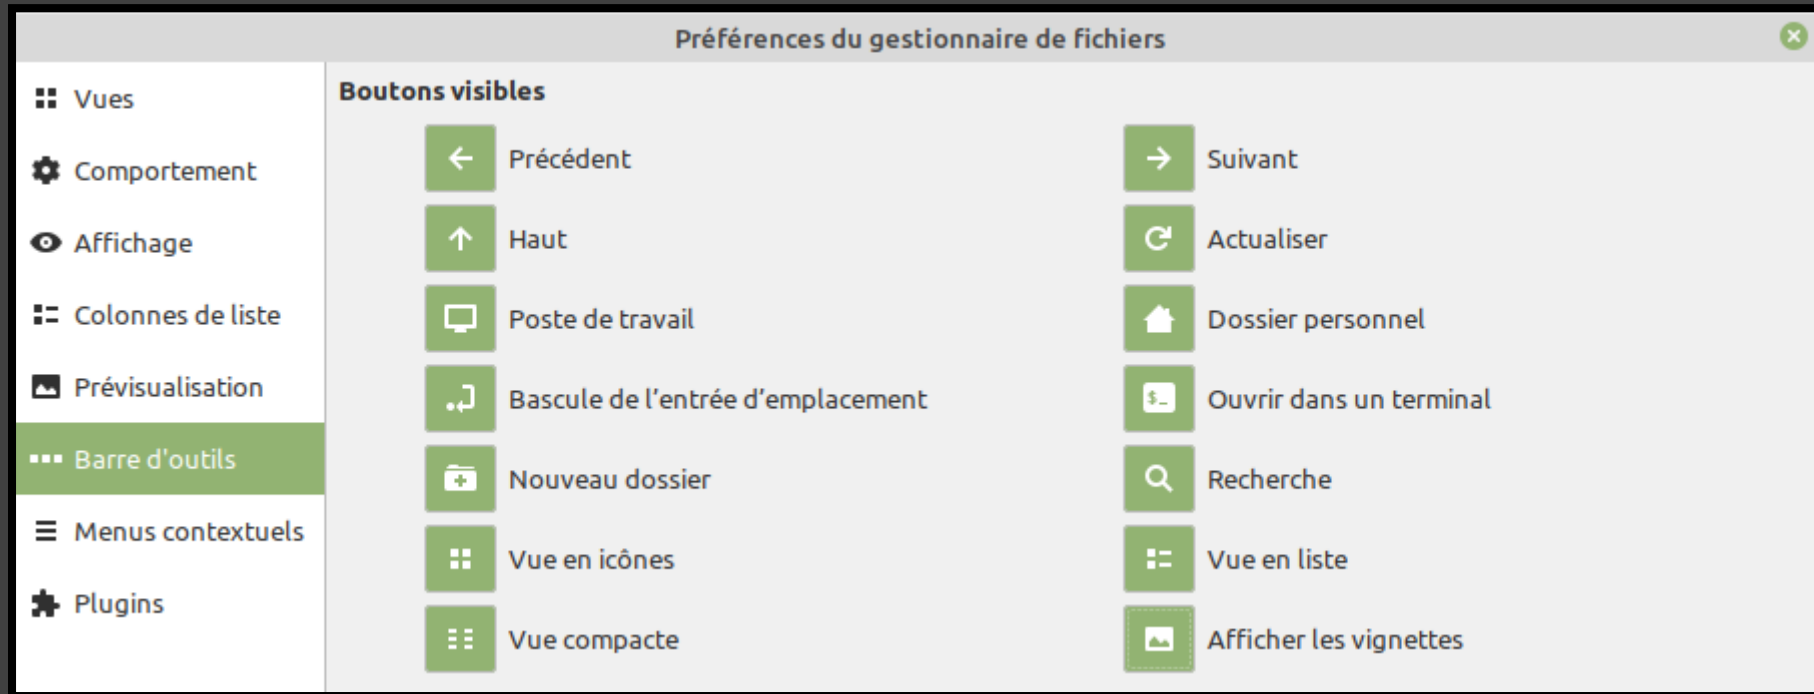 Préférences du gestionnaire de fichiers
Vues
Comportement
Affichage
Colonnes de liste
Prévisualisation
Barre d'outils
Menus contextuels
Plugins
Boutons visibles
Précédent
Suivant
Haut
Actualiser
Poste de travail
Dossier personnel
Bascule de l’entrée d’emplacement
$_ Ouvrir dans un terminal
Nouveau dossier
Recherche
Vue en icônes
Vue en liste
Vue compacte
Afficher les vignettes